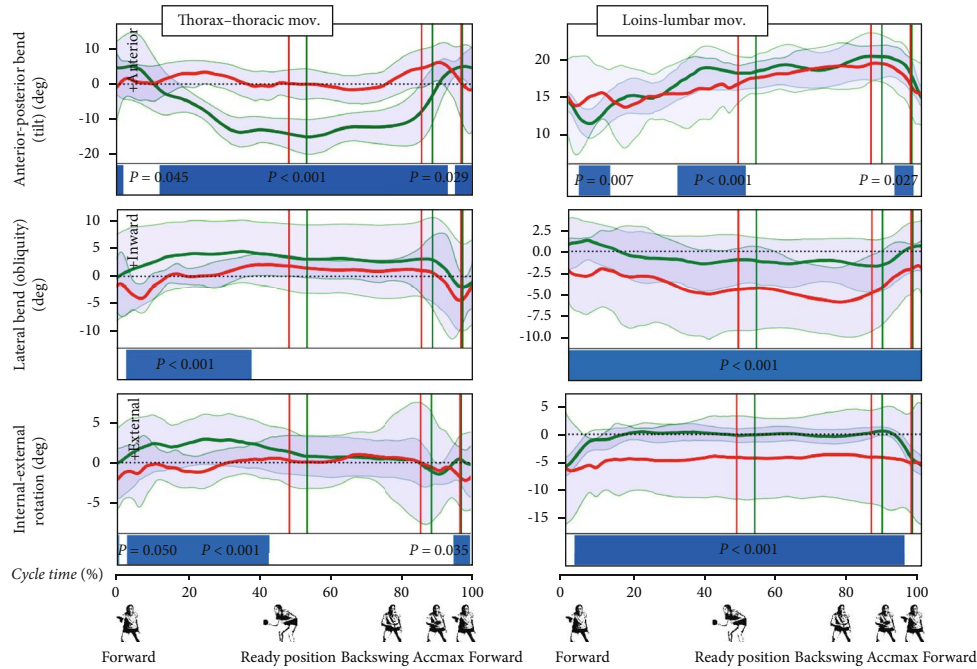 Thorax–thoracic mov.
Loins-lumbar mov.
Anterior-posterior bend
(tilt) (deg)
+Anterior
10
0
-10
-20
P = 0.045
P < 0.001
P = 0.029
20
15
10
P = 0.007
P < 0.001
P = 0.027
Lateral bend (obliquity)
(deg)
+Inward
10
5
0
-5
-10
P < 0.001
2.5
0.0
-2.5
-5.0
-7.5
-10.0
P < 0.001
Internal-external
rotation (deg)
+External
5
0
-5
P = 0.050
P < 0.001
P = 0.035
5
0
-5
-10
-15
P < 0.001
Cycle time (%)
0 20 40 60 80 100
0 20 40 60 80 100
Forward Ready position Backswing Accmax Forward
Forward Ready position Backswing Accmax Forward